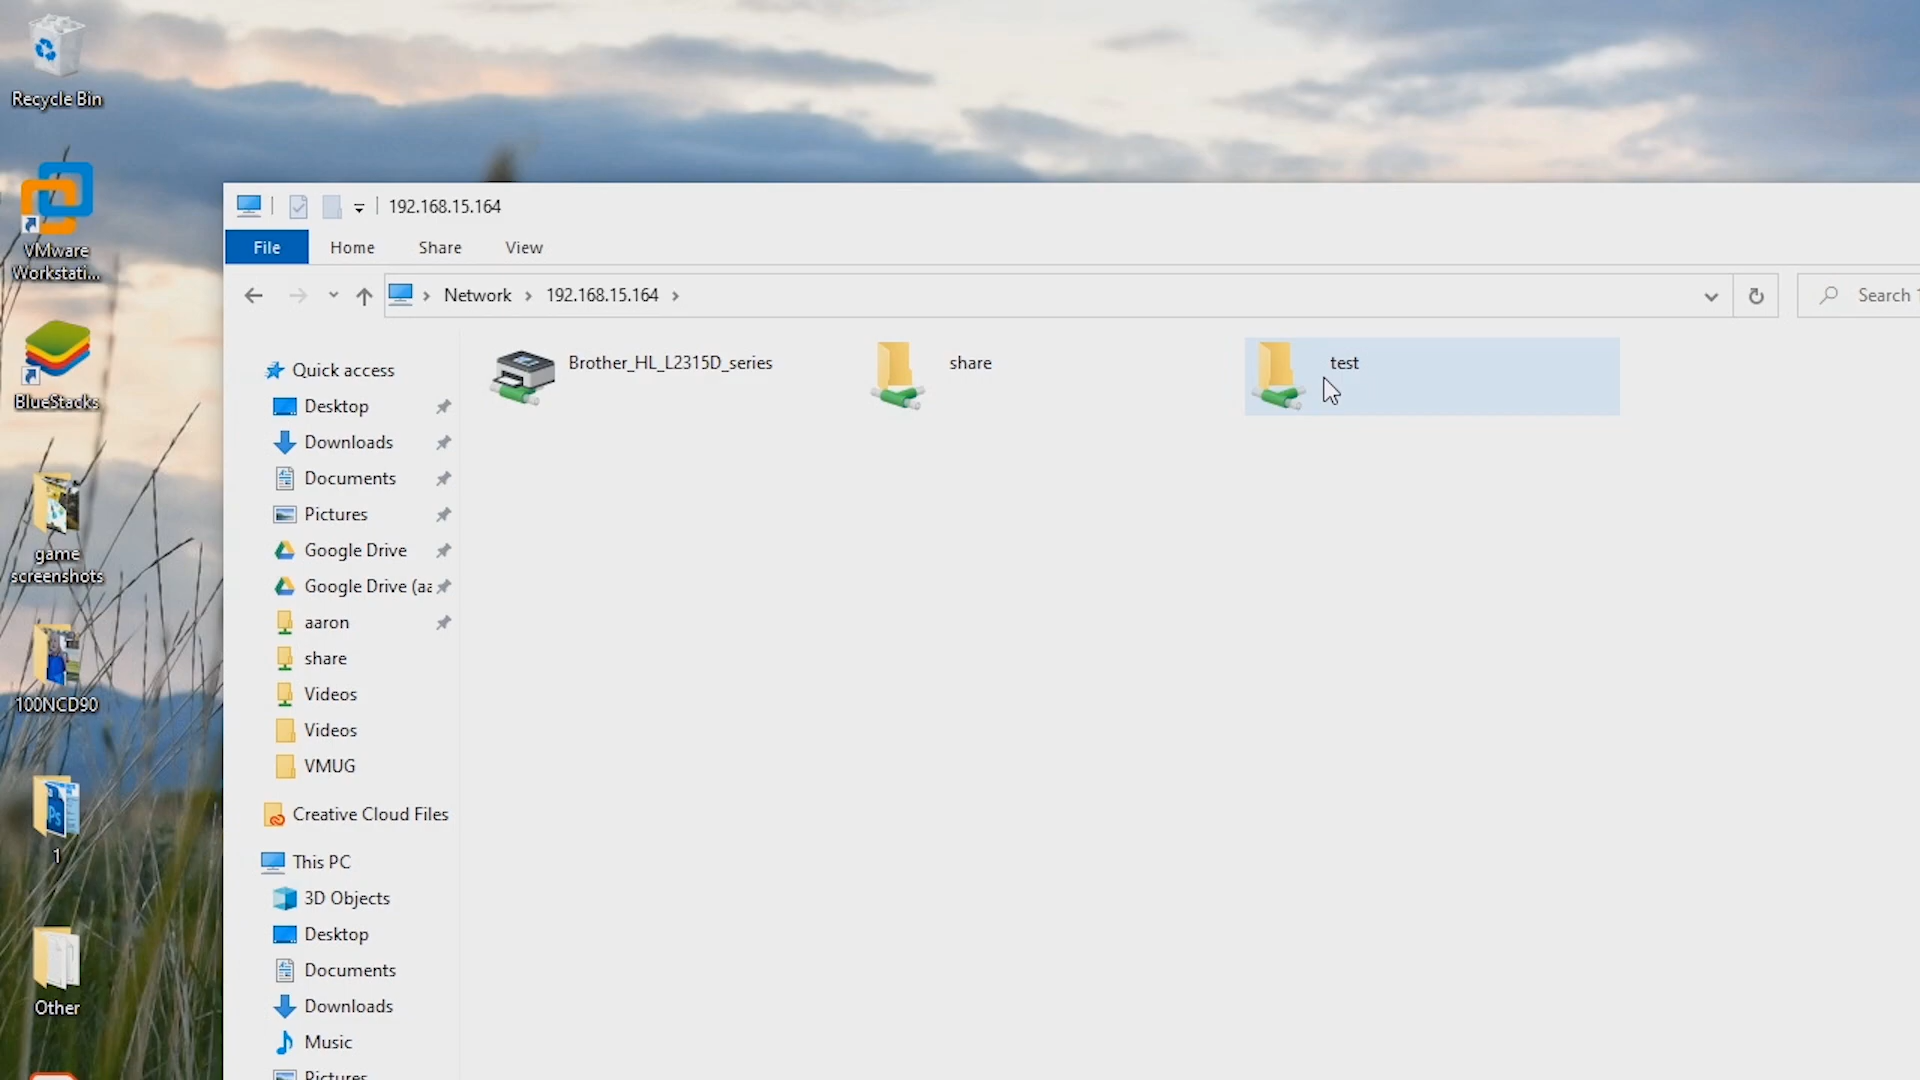 Recycle Bin
VMware
Workstati...
BlueStacks
game
screenshots
100NCD90
1
Other
192.168.15.164
File
Home
Share
View
Network
192.168.15.164
Search
Brother_HL_L2315D_series
share
test
Quick access
Desktop
Downloads
Documents
Pictures
Google Drive
Google Drive (aa
aaron
share
Videos
Videos
VMUG
Creative Cloud Files
This PC
3D Objects
Desktop
Documents
Downloads
Music
Pictures